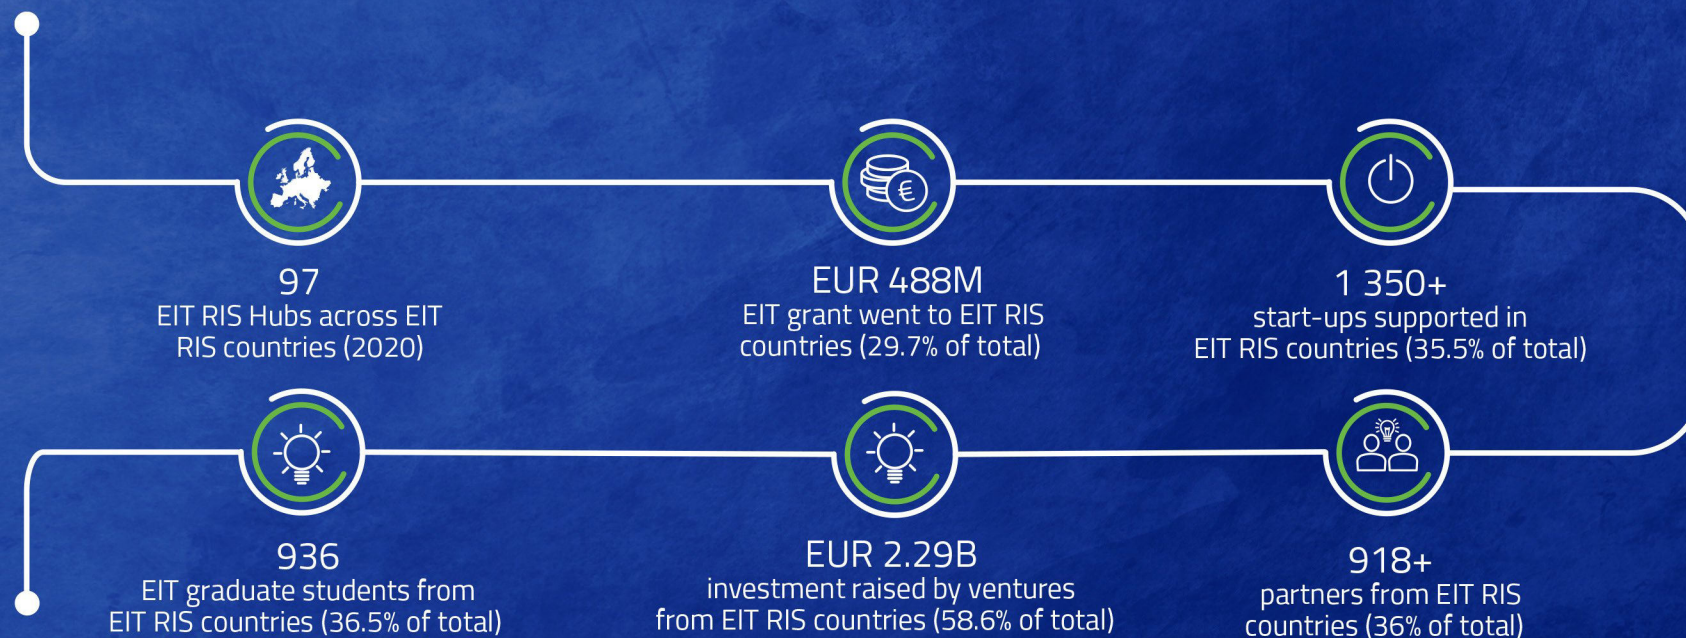 97
EIT RIS Hubs across EIT
RIS countries (2020)
EUR 488M
EIT grant went to EIT RIS
countries (29.7% of total)
1 350+
start-ups supported in
EIT RIS countries (35.5% of total)
936
EIT graduate students from
EIT RIS countries (36.5% of total)
EUR 2.29B
investment raised by ventures
from EIT RIS countries (58.6% of total)
918+
partners from EIT RIS
countries (36% of total)